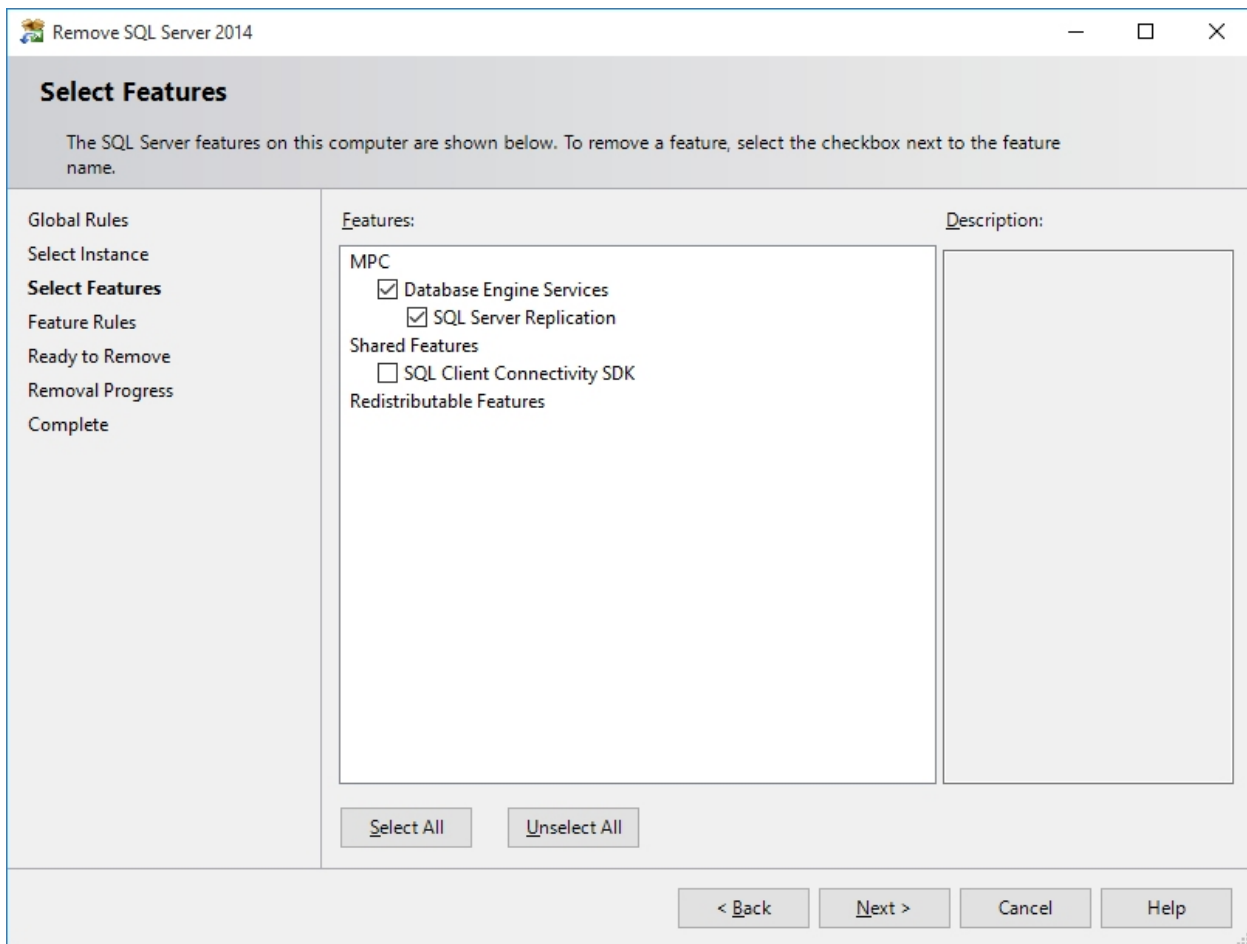 Remove SQL Server 2014
Select Features
The SQL Server features on this computer are shown below. To remove a feature, select the checkbox next to the feature
name.
Global Rules
Select Instance
Select Features
Feature Rules
Ready to Remove
Removal Progress
Complete
Features:
MPC
Database Engine Services
SQL Server Replication
Shared Features
SQL Client Connectivity SDK
Redistributable Features
Description:
Select All
Unselect All
< Back
Next >
Cancel
Help